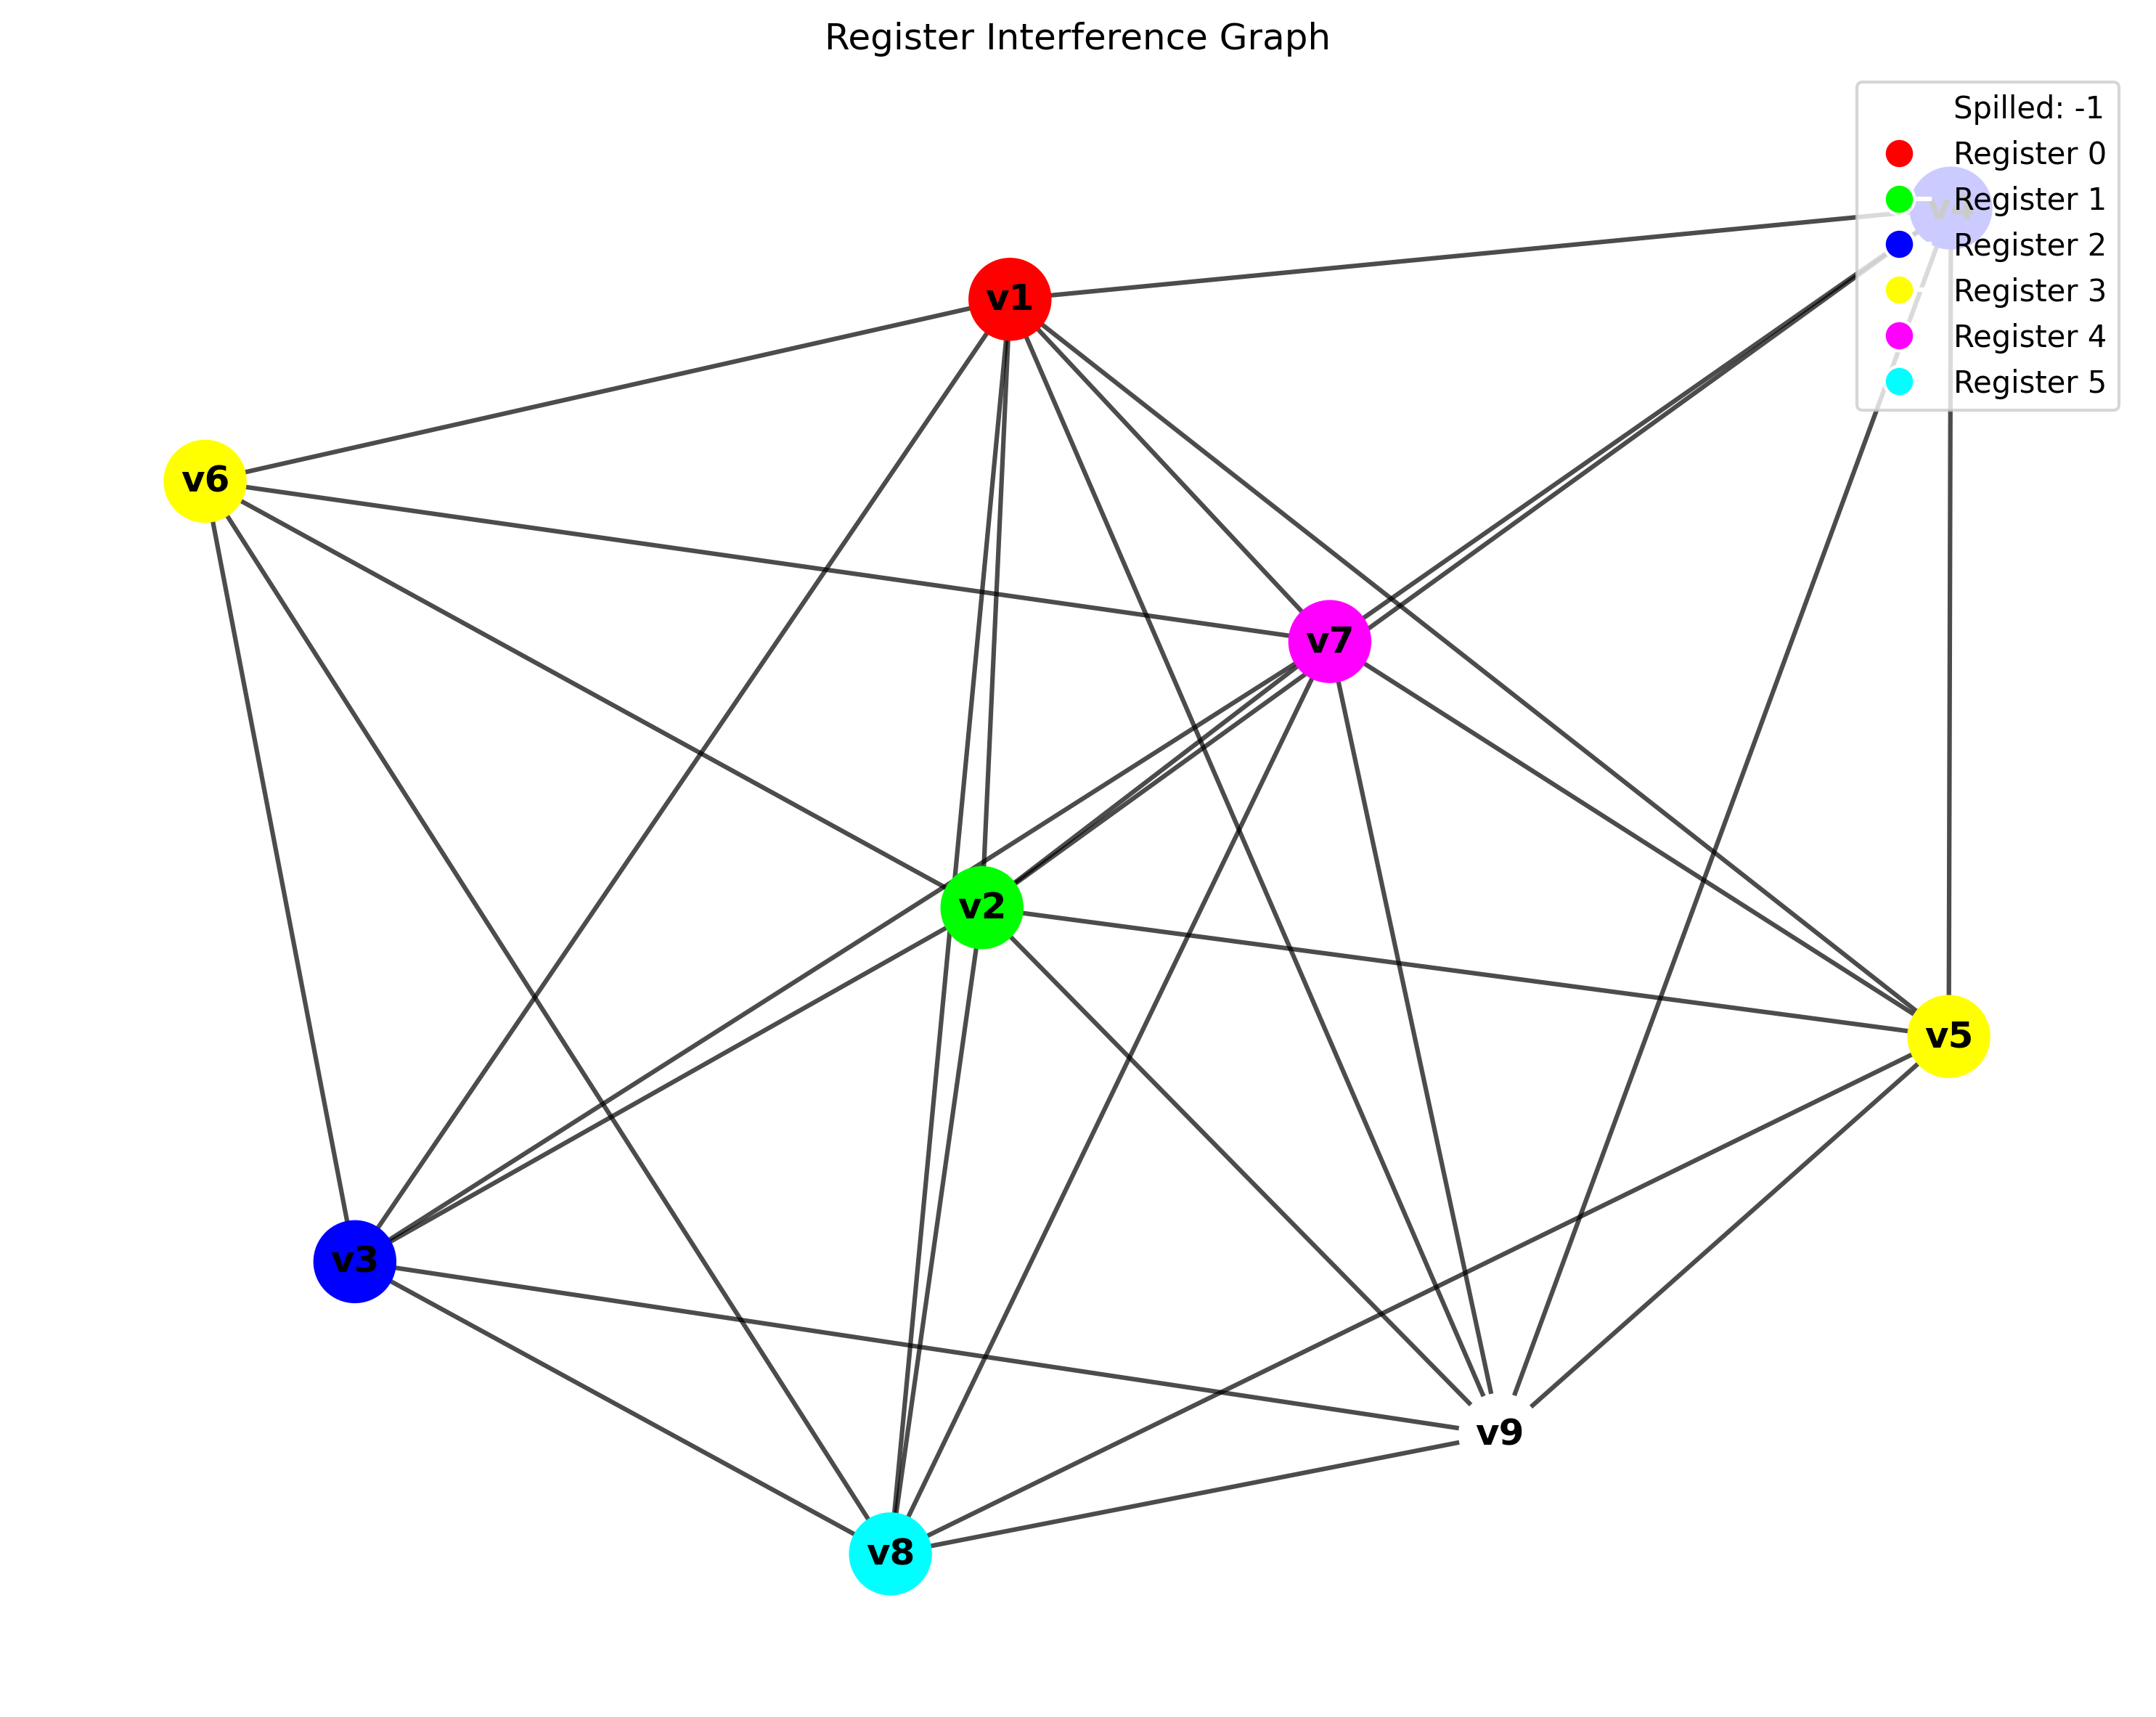 Register Interference Graph
Spilled: -1
Register 0
Register 1
Register 2
Register 3
Register 4
Register 5
v1
v6
v7
v2
v5
v3
v9
v8